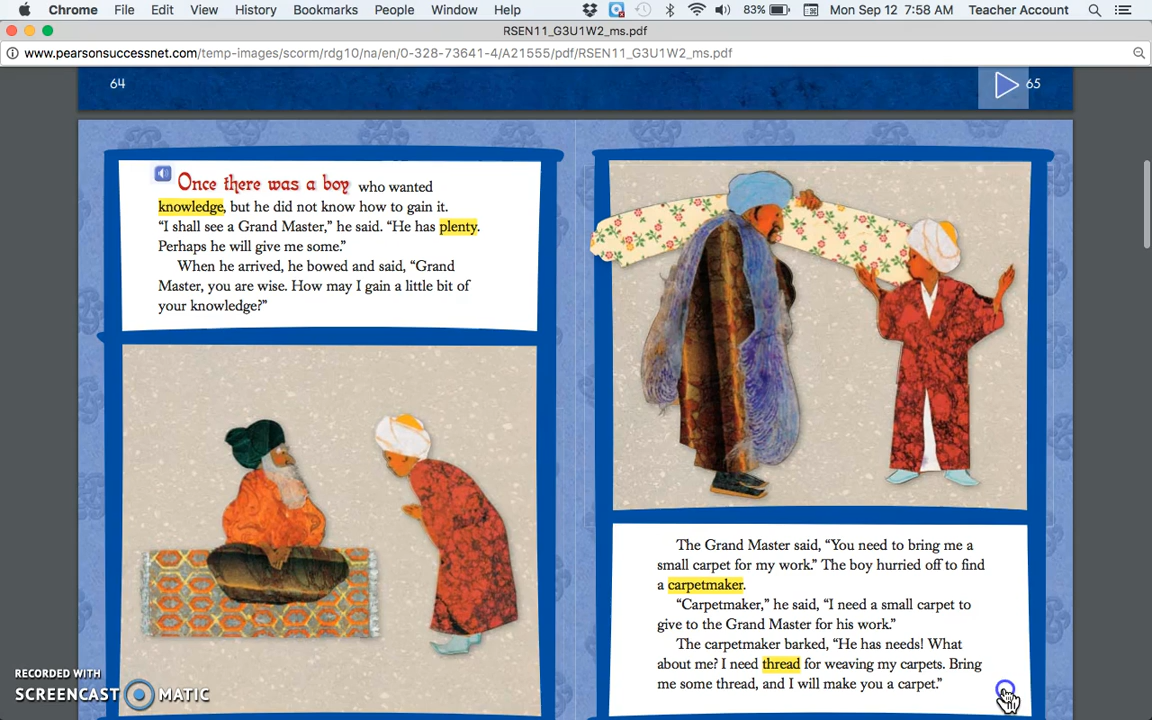 Chrome File Edit View History Bookmarks People Window Help 83% Mon Sep 12 7:58 AM Teacher Account
RSEN11_G3U1W2_ms.pdf
www.pearsonsuccessnet.com/temp-images/scorm/rdg10/na/en/0-328-73641-4/A21555/pdf/RSEN11_G3U1W2_ms.pdf
64
65
Once there was a boy who wanted
knowledge, but he did not know how to gain it.
“I shall see a Grand Master,” he said. “He has plenty.
Perhaps he will give me some.”
When he arrived, he bowed and said, “Grand
Master, you are wise. How may I gain a little bit of
your knowledge?”
The Grand Master said, “You need to bring me a
small carpet for my work.” The boy hurried off to find
a carpetmaker.
“Carpetmaker,” he said, “I need a small carpet to
give to the Grand Master for his work.”
The carpetmaker barked, “He has needs! What
about me? I need thread for weaving my carpets. Bring
me some thread, and I will make you a carpet.”
RECORDED WITH
SCREENCAST MATIC